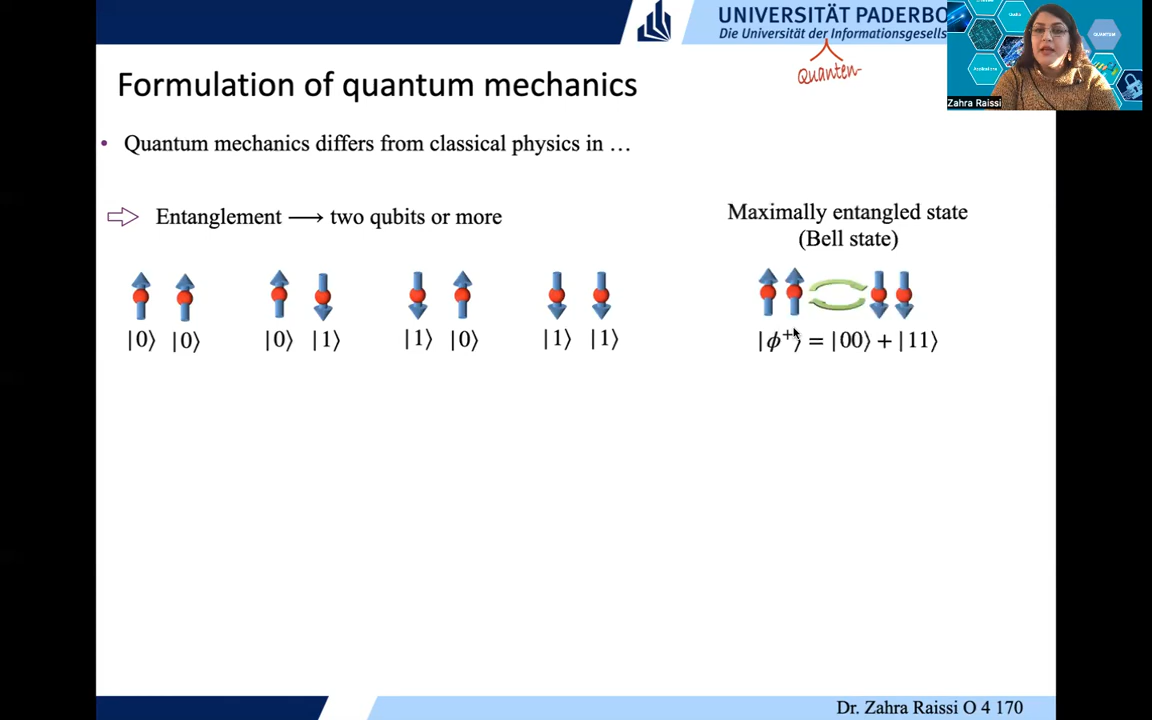 UNIVERSITÄT PADERBO
Die Universität der Informationsgesells
Quanten
Zahra Raissi
QUANTUM
Formulation of quantum mechanics
• Quantum mechanics differs from classical physics in …
Entanglement ⟶ two qubits or more
Maximally entangled state
(Bell state)
|0⟩ |0⟩ |0⟩ |1⟩ |1⟩ |0⟩ |1⟩ |1⟩
|ϕ⁺⟩ = |00⟩ + |11⟩
Dr. Zahra Raissi O 4 170